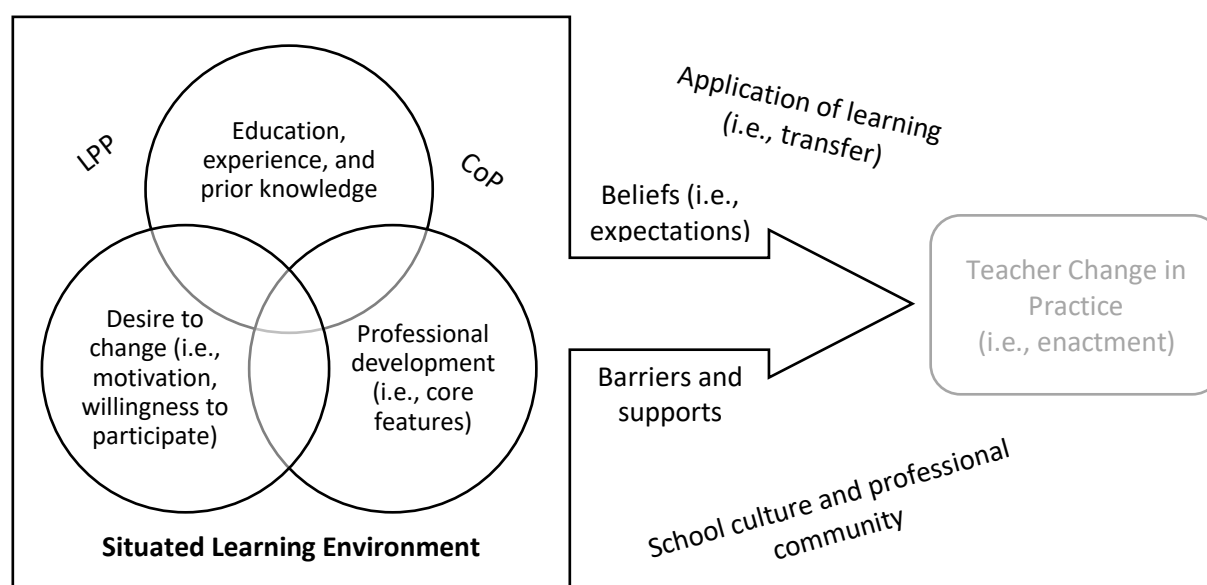 LPP
Education,
experience, and
prior knowledge
CoP
Desire to
change (i.e.,
motivation,
willingness to
participate)
Professional
development
(i.e., core
features)
Situated Learning Environment
Application of learning
(i.e., transfer)
Beliefs (i.e.,
expectations)
Barriers and
supports
School culture and professional
community
Teacher Change in
Practice
(i.e., enactment)